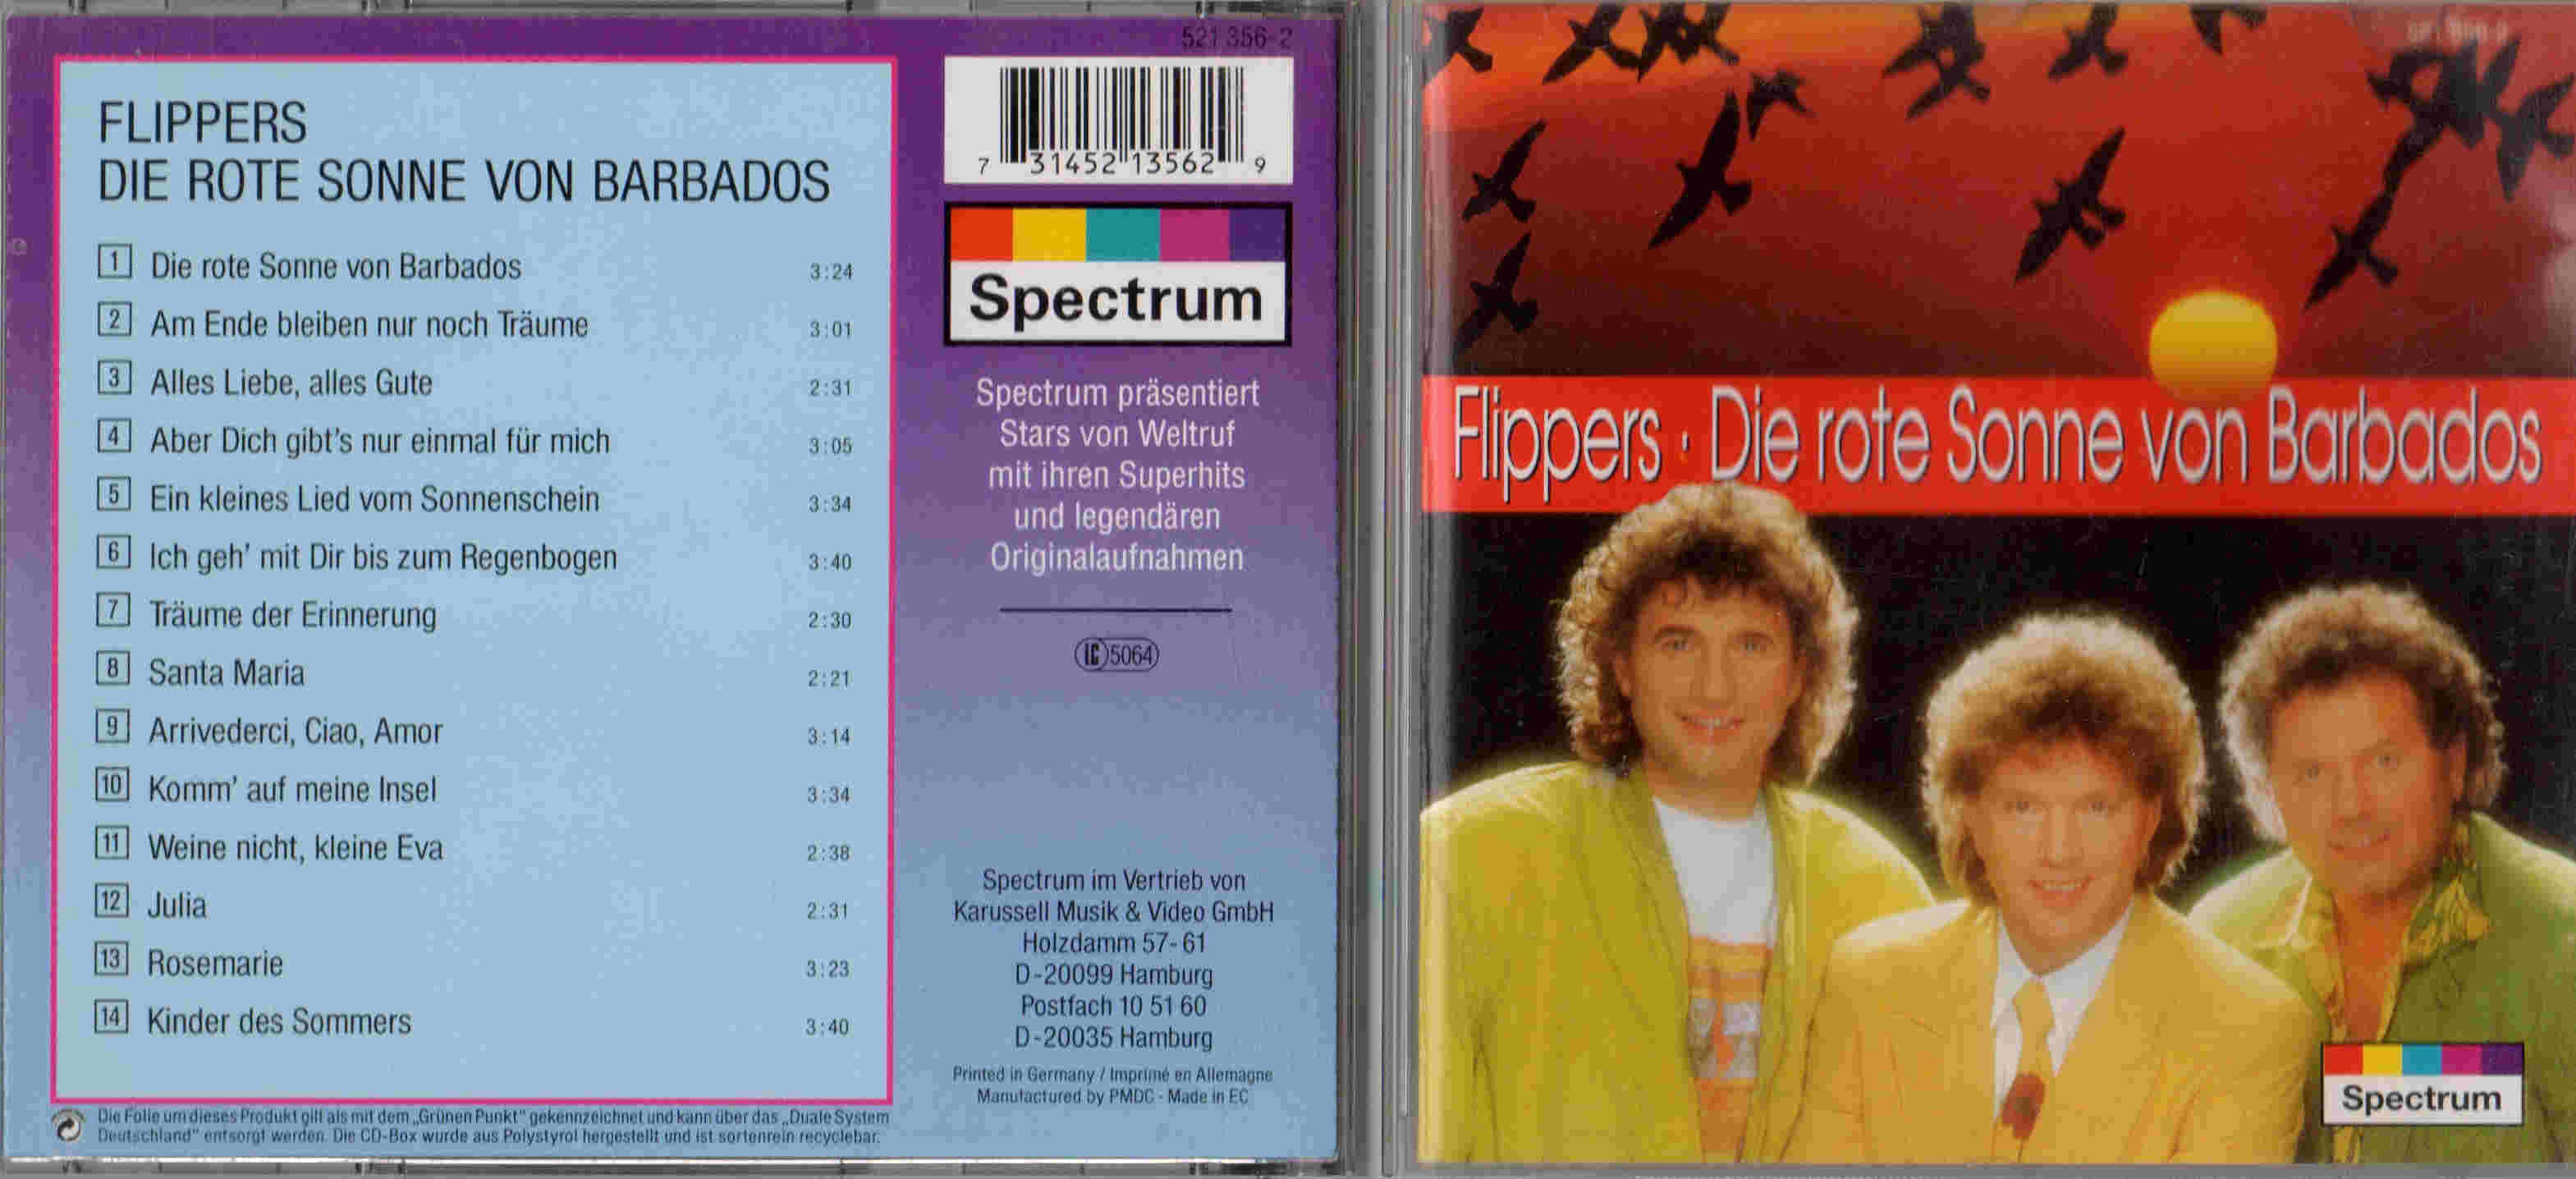 521 356-2
FLIPPERS
DIE ROTE SONNE VON BARBADOS
1 Die rote Sonne von Barbados 3:24
2 Am Ende bleiben nur noch Träume 3:01
3 Alles Liebe, alles Gute 2:31
4 Aber Dich gibt's nur einmal für mich 3:05
5 Ein kleines Lied vom Sonnenschein 3:34
6 Ich geh' mit Dir bis zum Regenbogen 3:40
7 Träume der Erinnerung 2:30
8 Santa Maria 2:21
9 Arrivederci, Ciao, Amor 3:14
10 Komm' auf meine Insel 3:34
11 Weine nicht, kleine Eva 2:38
12 Julia 2:31
13 Rosemarie 3:23
14 Kinder des Sommers 3:40
Die Folie um dieses Produkt gilt als mit dem „Grünen Punkt" gekennzeichnet und kann über das „Duale System
Deutschland" entsorgt werden. Die CD-Box wurde aus Polystyrol hergestellt und ist sortenrein recyclebar.
7 31452 13562 9
Spectrum
Spectrum präsentiert
Stars von Weltruf
mit ihren Superhits
und legendären
Originalaufnahmen
LC 5064
Spectrum im Vertrieb von
Karussell Musik & Video GmbH
Holzdamm 57-61
D-20099 Hamburg
Postfach 10 51 60
D-20035 Hamburg
Printed in Germany / Imprimé en Allemagne
Manufactured by PMDC - Made in EC
Flippers · Die rote Sonne von Barbados
Spectrum